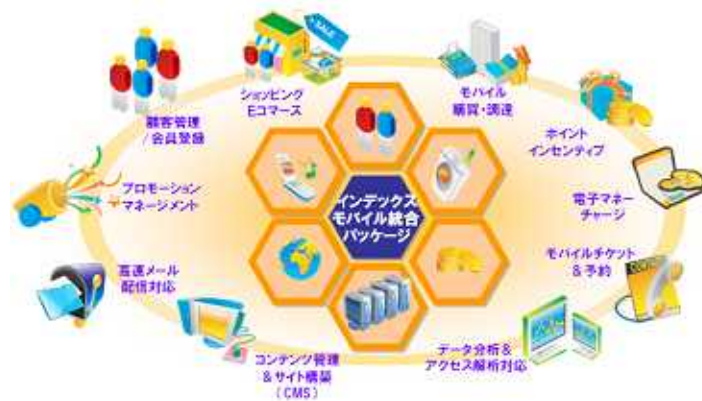 SALE
ショッピング
Eコマース
モバイル
購買・調達
顧客管理
/会員登録
ポイント
インセンティブ
プロモーション
マネージメント
インデックス
モバイル統合
パッケージ
電子マネー
チャージ
高速メール
配信対応
モバイルチケット
&予約
コンテンツ管理
&サイト構築
(CMS)
データ分析&
アクセス解析対応